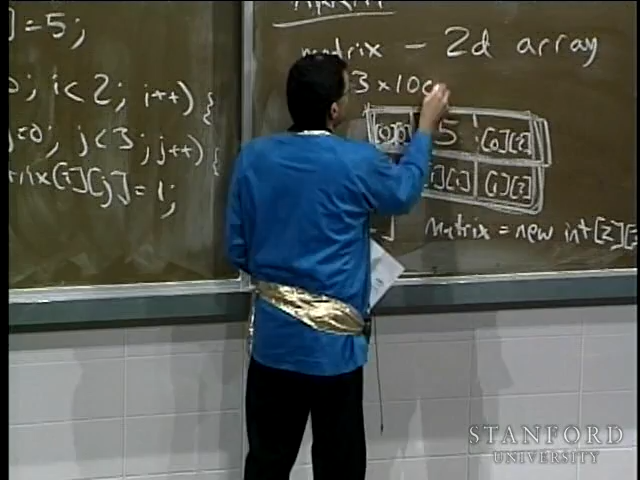 ]=5;
; i<2; i++){
j=0; j<3; j++){
[i][j]=1;
matrix - 2d array
3x100
[0][0] 5 [0][2]
[1][1] [1][2]
matrix = new int[2][
STANFORD
UNIVERSITY